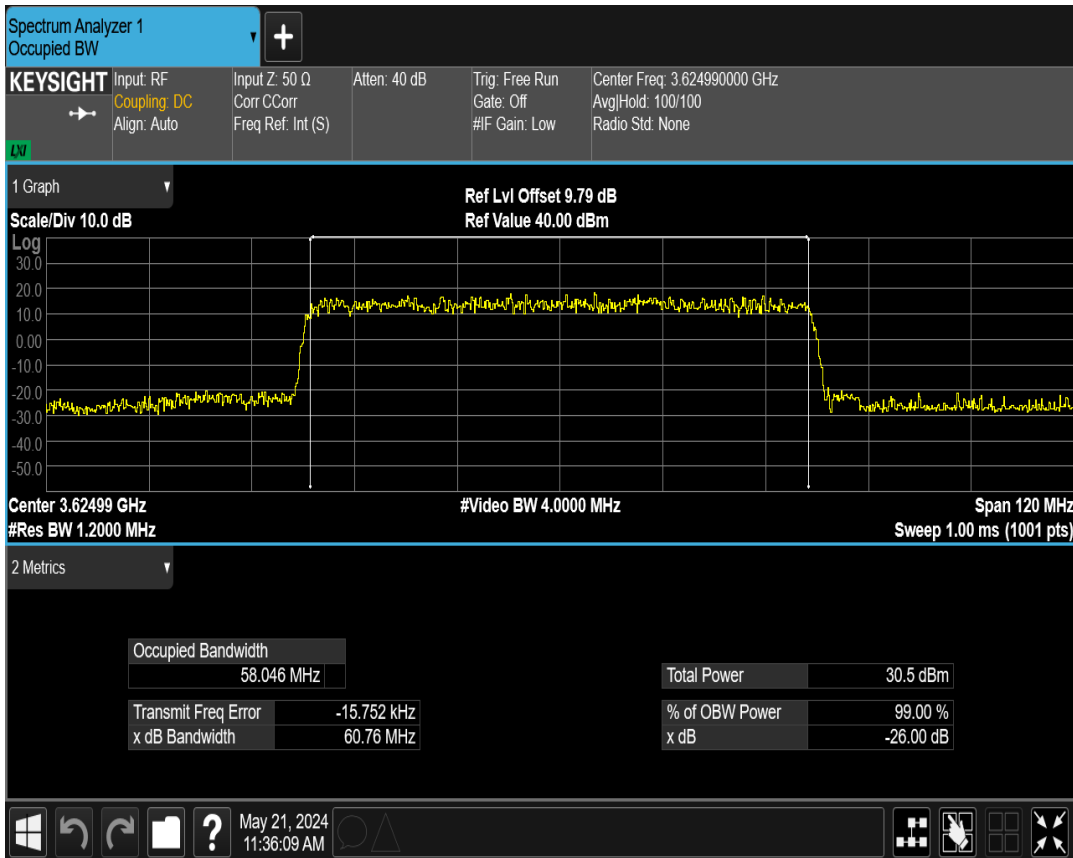 Spectrum Analyzer 1
Occupied BW
KEYSIGHT
LXI
Input: RF
Coupling: DC
Align: Auto
Input Z: 50 Ω
Corr CCorr
Freq Ref: Int (S)
Atten: 40 dB
Trig: Free Run
Gate: Off
#IF Gain: Low
Center Freq: 3.624990000 GHz
Avg|Hold: 100/100
Radio Std: None
1 Graph
Scale/Div 10.0 dB
Ref Lvl Offset 9.79 dB
Ref Value 40.00 dBm
Log
30.0
20.0
10.0
0.00
-10.0
-20.0
-30.0
-40.0
-50.0
Center 3.62499 GHz
#Video BW 4.0000 MHz
Span 120 MHz
#Res BW 1.2000 MHz
Sweep 1.00 ms (1001 pts)
2 Metrics
Occupied Bandwidth
58.046 MHz
Transmit Freq Error -15.752 kHz
x dB Bandwidth 60.76 MHz
Total Power 30.5 dBm
% of OBW Power 99.00 %
x dB -26.00 dB
?
May 21, 2024
11:36:09 AM